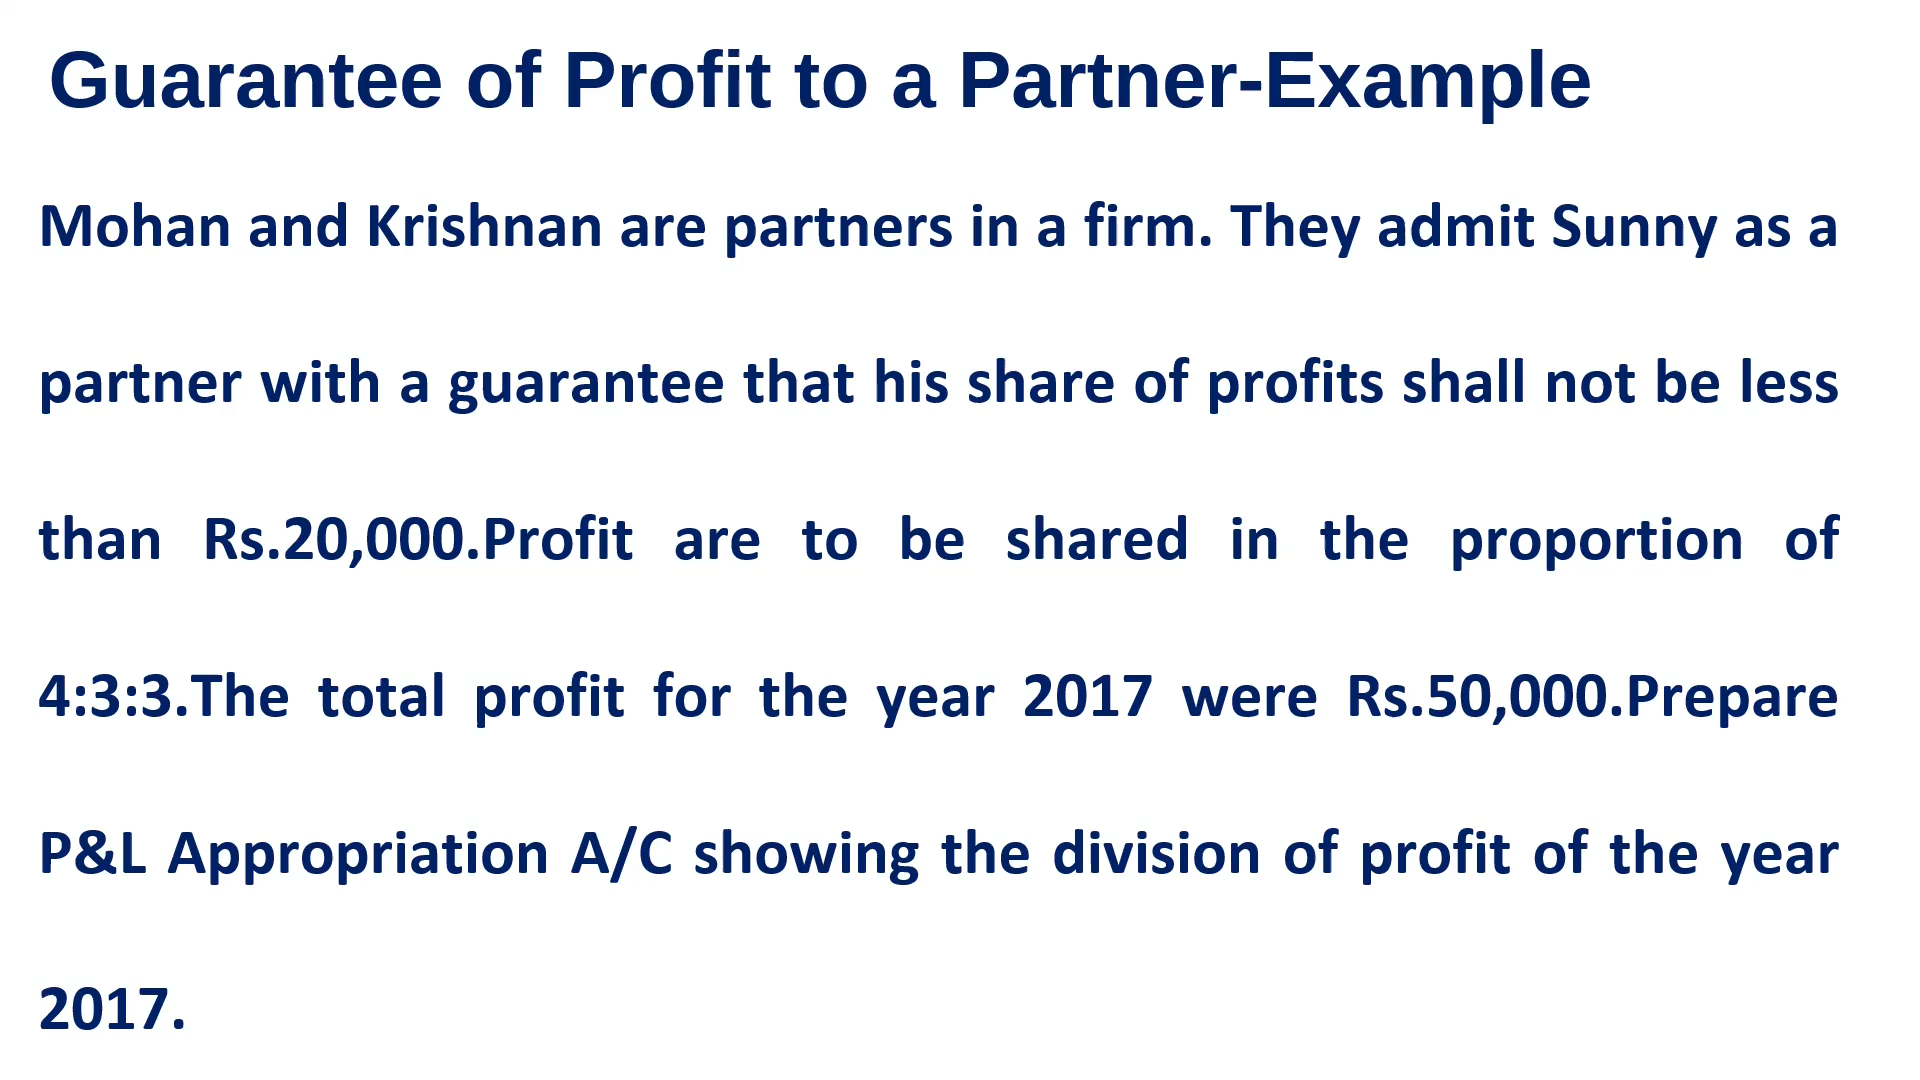 Guarantee of Profit to a Partner-Example
Mohan and Krishnan are partners in a firm. They admit Sunny as a
partner with a guarantee that his share of profits shall not be less
than Rs.20,000.Profit are to be shared in the proportion of
4:3:3.The total profit for the year 2017 were Rs.50,000.Prepare
P&L Appropriation A/C showing the division of profit of the year
2017.